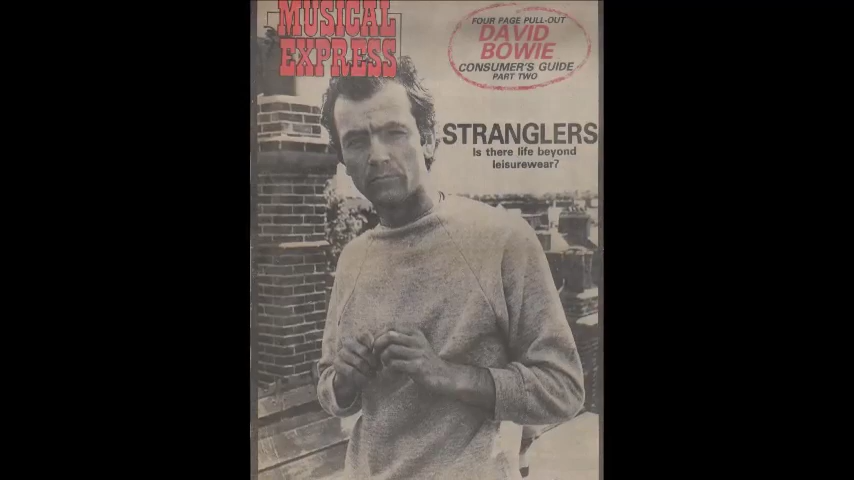 MUSICAL
EXPRESS
FOUR PAGE PULL-OUT
DAVID
BOWIE
CONSUMER'S GUIDE
PART TWO
STRANGLERS
Is there life beyond
leisurewear?